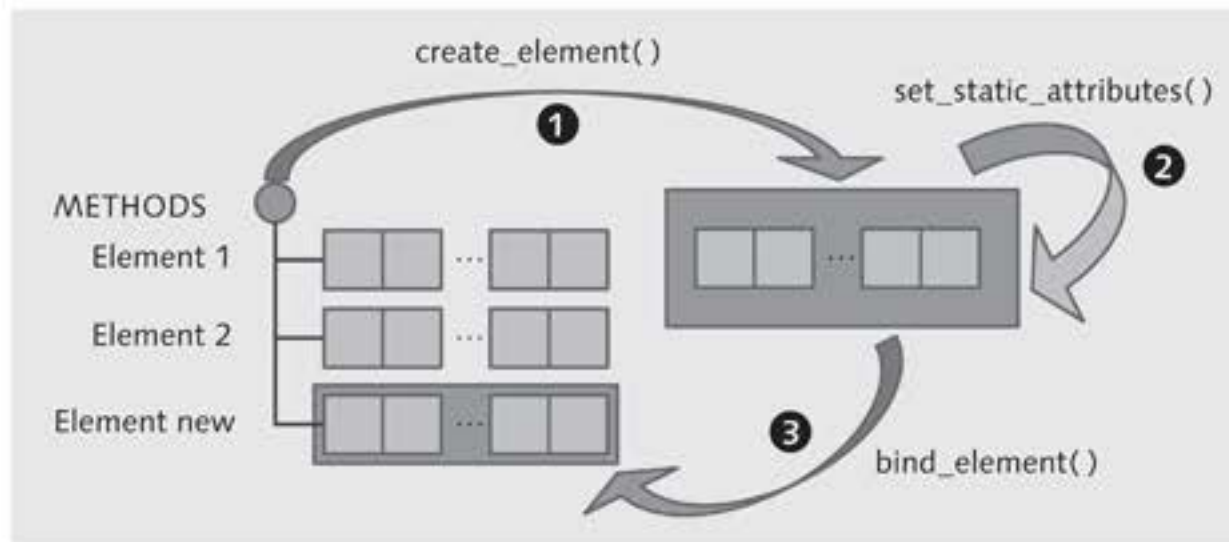 create_element( )
1
set_static_attributes( )
2
METHODS
Element 1
...
Element 2
...
Element new
...
...
3
bind_element( )